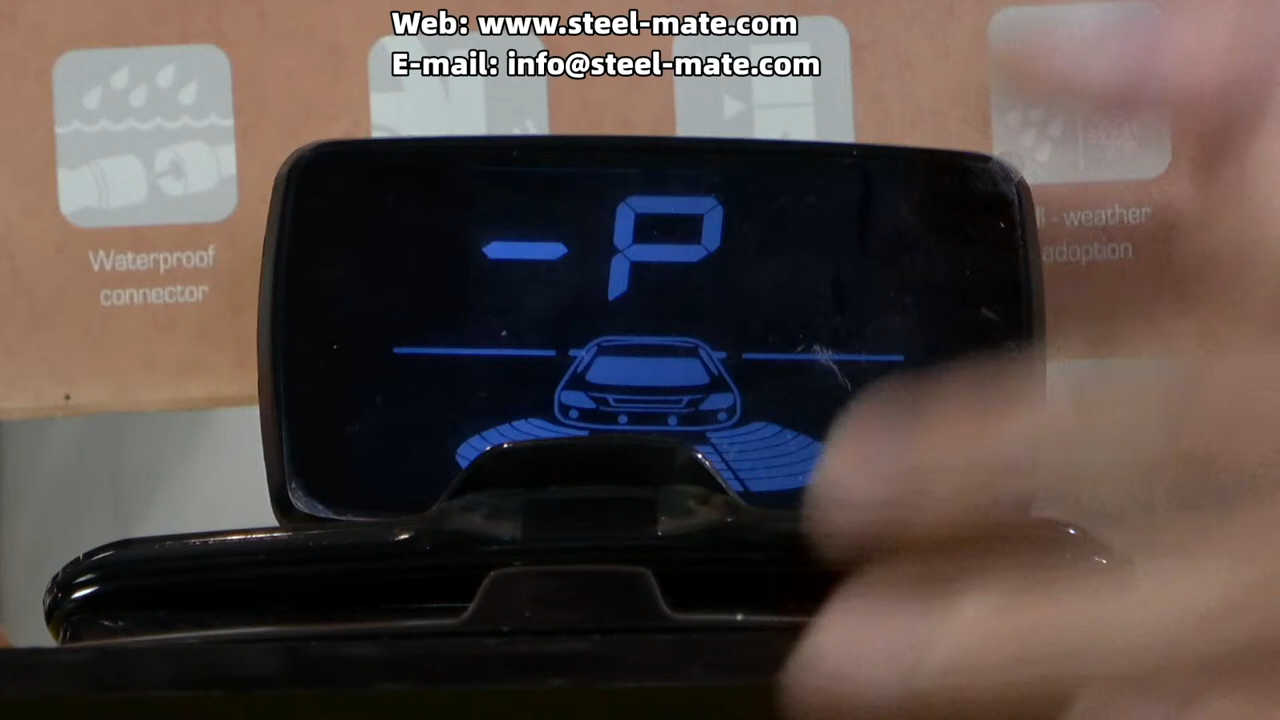 Web: www.steel-mate.com
E-mail: info@steel-mate.com
Waterproof
connector
- weather
adoption
-P